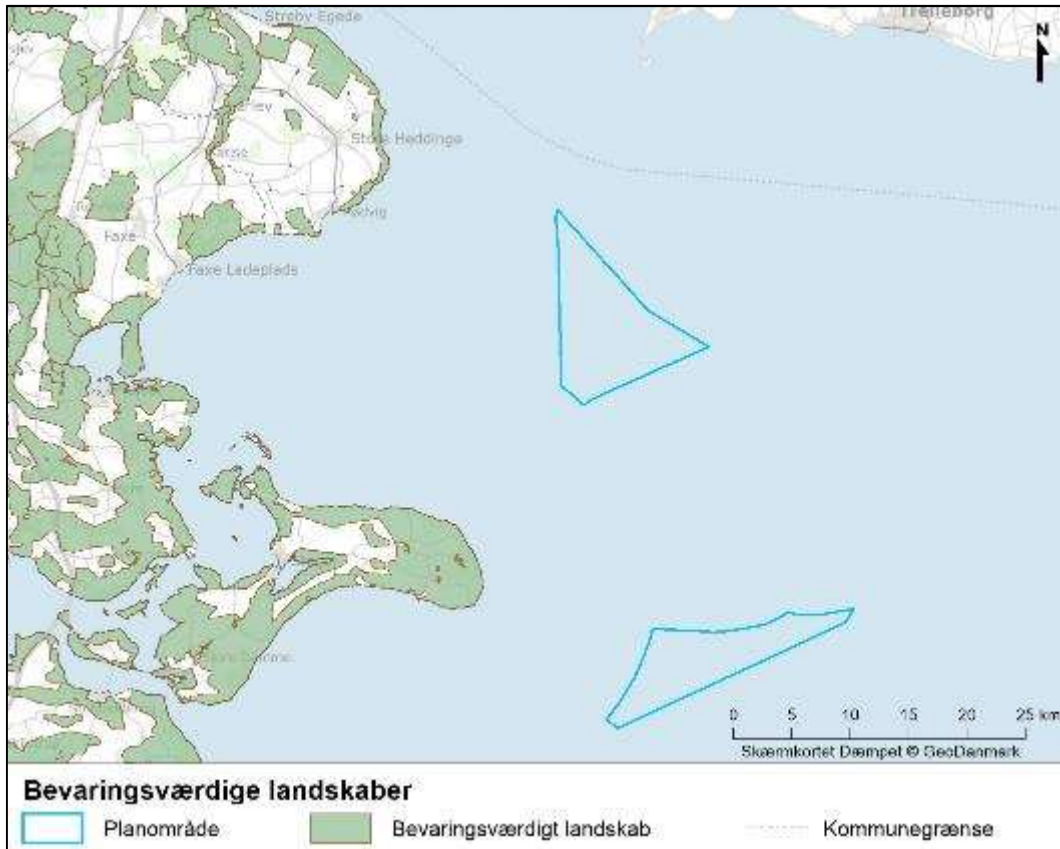 Strøby Egede
Trelleborg
N
Store Heddinge
Faxe
Faxe Ladeplads
0 5 10 15 20 25 km
Skærmkortet Dæmpet © GeoDanmark
Bevaringsværdige landskaber
Planområde
Bevaringsværdigt landskab
Kommunegrænse